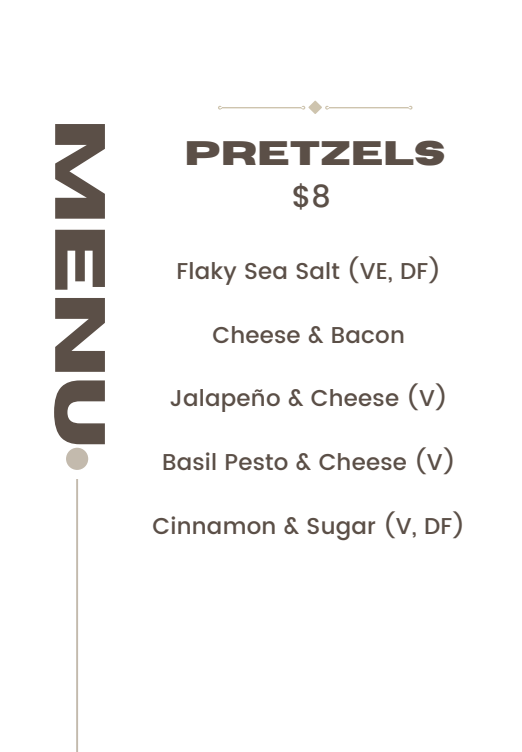 MENU
PRETZELS
$8
Flaky Sea Salt (VE, DF)
Cheese & Bacon
Jalapeño & Cheese (V)
Basil Pesto & Cheese (V)
Cinnamon & Sugar (V, DF)